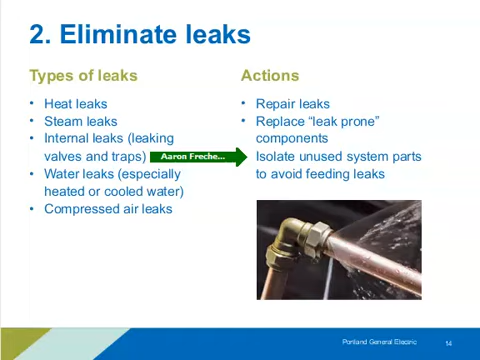 2. Eliminate leaks
Types of leaks
• Heat leaks
• Steam leaks
• Internal leaks (leaking
valves and traps)
• Water leaks (especially
heated or cooled water)
• Compressed air leaks
Aaron Freche...
Actions
• Repair leaks
• Replace “leak prone”
components
Isolate unused system parts
to avoid feeding leaks
Portland General Electric
14